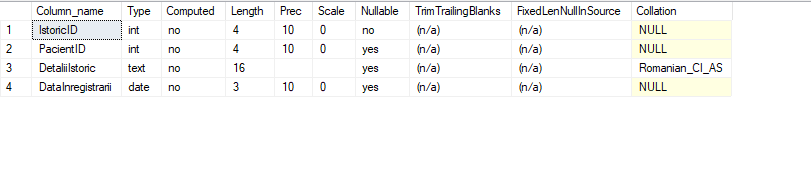 Column_name Type Computed Length Prec Scale Nullable TrimTrailingBlanks FixedLenNullInSource Collation
1 IstoricID int no 4 10 0 no (n/a) (n/a) NULL
2 PacientID int no 4 10 0 yes (n/a) (n/a) NULL
3 DetaliiIstoric text no 16 yes (n/a) (n/a) Romanian_CI_AS
4 DataInregistrarii date no 3 10 0 yes (n/a) (n/a) NULL